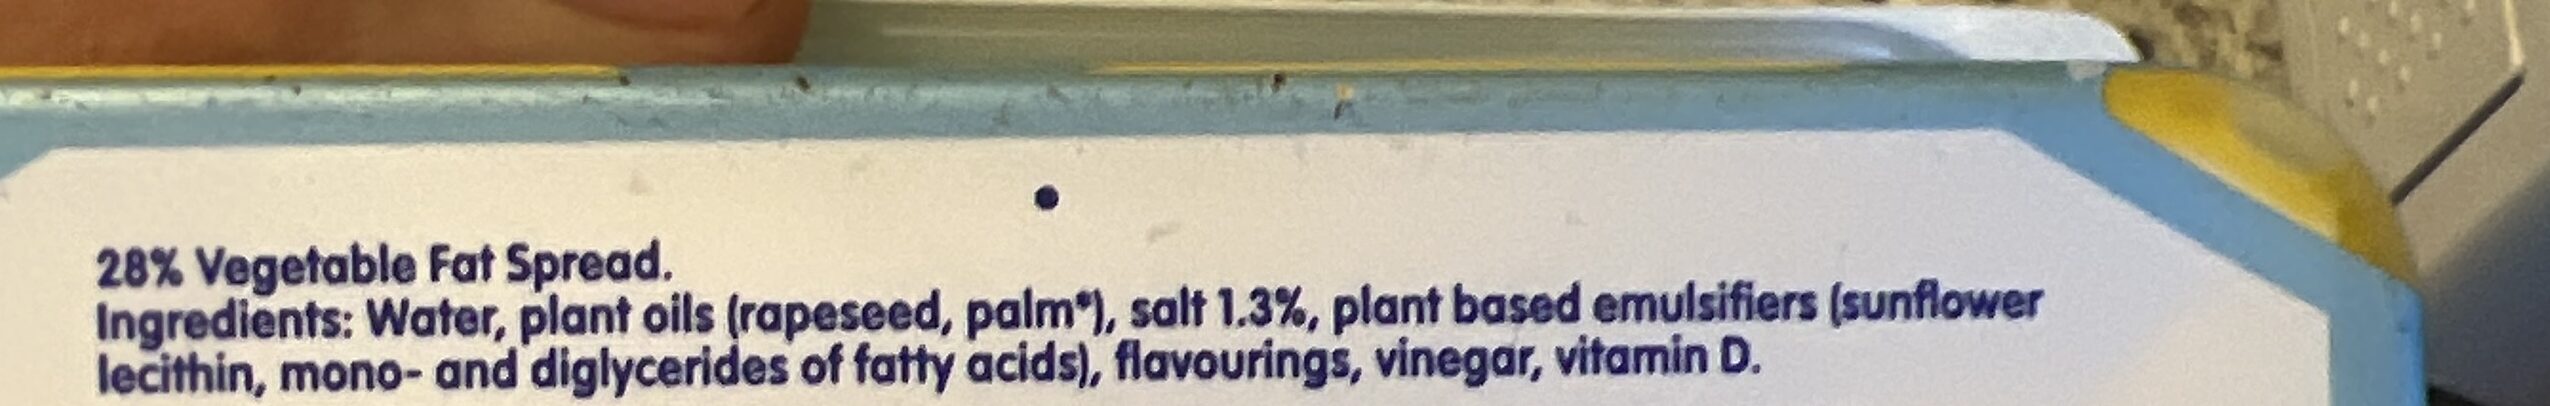 28% Vegetable Fat Spread.
Ingredients: Water, plant oils (rapeseed, palm*), salt 1.3%, plant based emulsifiers (sunflower
lecithin, mono- and diglycerides of fatty acids), flavourings, vinegar, vitamin D.